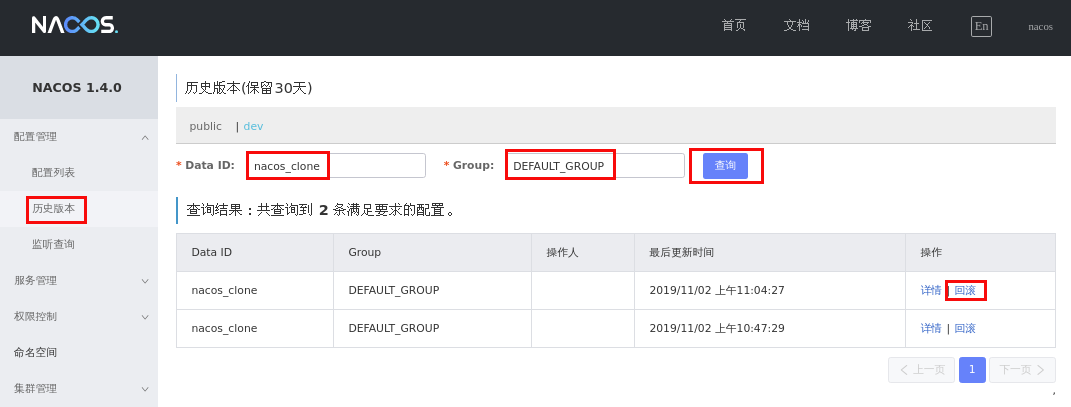 NACOS. 首页 文档 博客 社区 En nacos
NACOS 1.4.0
配置管理
配置列表
历史版本
监听查询
服务管理
权限控制
命名空间
集群管理
历史版本(保留30天)
public | dev
* Data ID: nacos_clone * Group: DEFAULT_GROUP 查询
查询结果：共查询到 2 条满足要求的配置。
Data ID Group 操作人 最后更新时间 操作
nacos_clone DEFAULT_GROUP 2019/11/02 上午11:04:27 详情 | 回滚
nacos_clone DEFAULT_GROUP 2019/11/02 上午10:47:29 详情 | 回滚
上一页 1 下一页